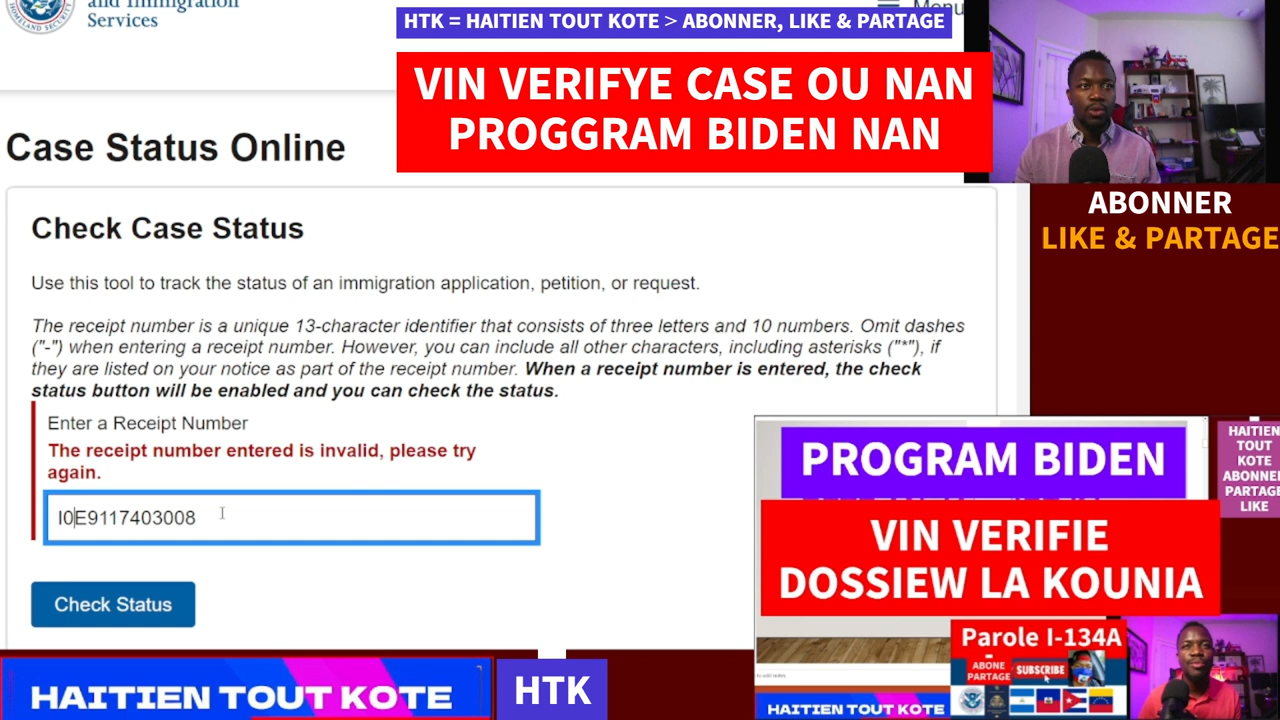 and Immigration
Services
Menu
HTK = HAITIEN TOUT KOTE > ABONNER, LIKE & PARTAGE
VIN VERIFYE CASE OU NAN
PROGGRAM BIDEN NAN
ABONNER
LIKE & PARTAGE
Case Status Online
Check Case Status
Use this tool to track the status of an immigration application, petition, or request.
The receipt number is a unique 13-character identifier that consists of three letters and 10 numbers. Omit dashes
("-") when entering a receipt number. However, you can include all other characters, including asterisks ("*"), if
they are listed on your notice as part of the receipt number. When a receipt number is entered, the check
status button will be enabled and you can check the status.
Enter a Receipt Number
The receipt number entered is invalid, please try
again.
I0E9117403008
Check Status
PROGRAM BIDEN
VIN VERIFIE
DOSSIEW LA KOUNIA
HAITIEN
TOUT
KOTE
ABONNER
PARTAGE
LIKE
Parole I-134A
ABONE
PARTAGE
SUBSCRIBE
HAITIEN TOUT KOTE
HTK
HAITIEN TOUT KOTE